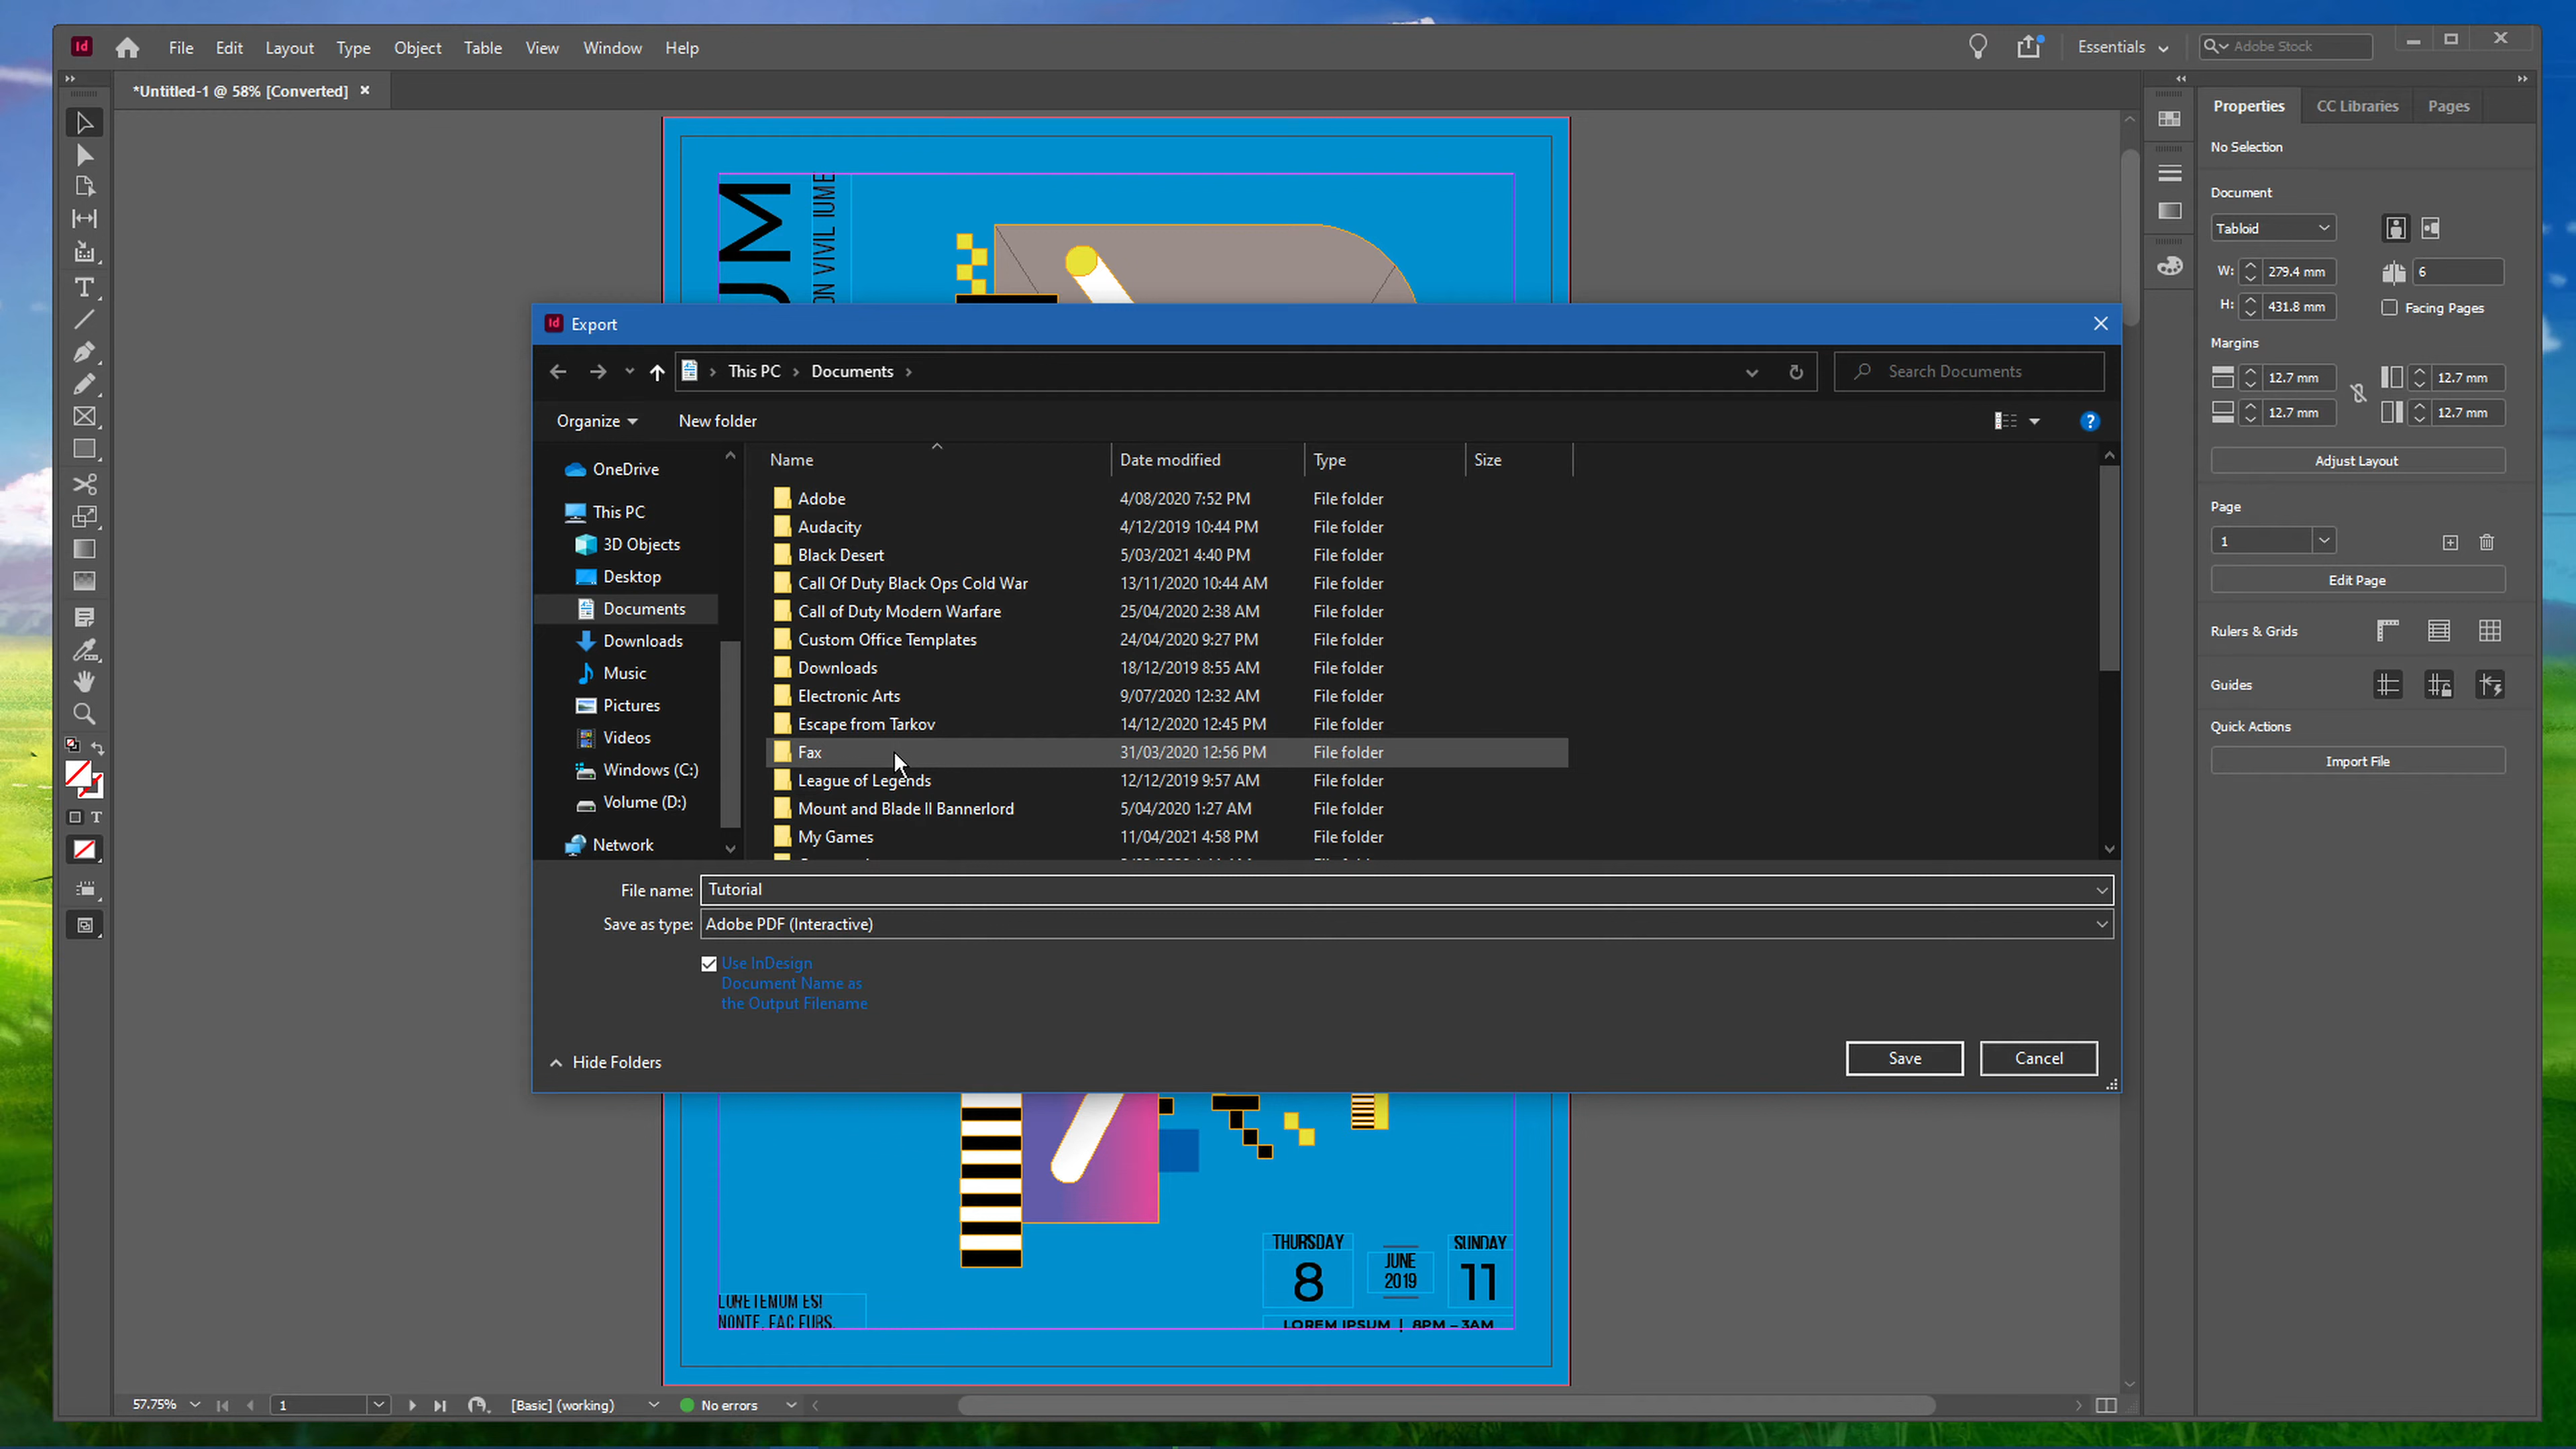 Id
File Edit Layout Type Object Table View Window Help
Essentials
Adobe Stock
*Untitled-1 @ 58% [Converted] ×
UM
ON VIVIL IUME
Id Export
This PC › Documents ›
Search Documents
Organize
New folder
OneDrive
This PC
3D Objects
Desktop
Documents
Downloads
Music
Pictures
Videos
Windows (C:)
Volume (D:)
Network
Name Date modified Type Size
Adobe 4/08/2020 7:52 PM File folder
Audacity 4/12/2019 10:44 PM File folder
Black Desert 5/03/2021 4:40 PM File folder
Call Of Duty Black Ops Cold War 13/11/2020 10:44 AM File folder
Call of Duty Modern Warfare 25/04/2020 2:38 AM File folder
Custom Office Templates 24/04/2020 9:27 PM File folder
Downloads 18/12/2019 8:55 AM File folder
Electronic Arts 9/07/2020 12:32 AM File folder
Escape from Tarkov 14/12/2020 12:45 PM File folder
Fax 31/03/2020 12:56 PM File folder
League of Legends 12/12/2019 9:57 AM File folder
Mount and Blade II Bannerlord 5/04/2020 1:27 AM File folder
My Games 11/04/2021 4:58 PM File folder
File name: Tutorial
Save as type: Adobe PDF (Interactive)
Use InDesign
Document Name as
the Output Filename
Hide Folders
Save
Cancel
THURSDAY
8
JUNE
2019
SUNDAY
11
LORETEMUM ES!
NONTE, FAC FURS.
LOREM IPSUM | 8PM – 3AM
57.75%
1
[Basic] (working)
No errors
Properties CC Libraries Pages
No Selection
Document
Tabloid
W: 279.4 mm
6
H: 431.8 mm
Facing Pages
Margins
12.7 mm 12.7 mm
12.7 mm 12.7 mm
Adjust Layout
Page
1
Edit Page
Rulers & Grids
Guides
Quick Actions
Import File